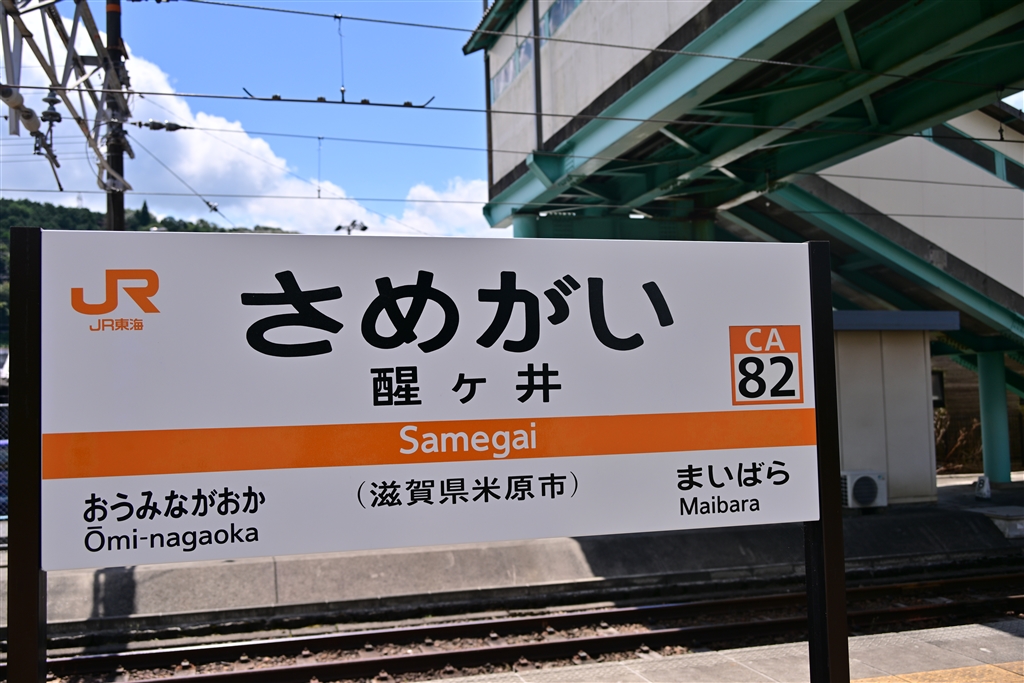 JR
JR東海
さめがい
醒ヶ井
CA
82
Samegai
おうみながおか
Ōmi-nagaoka
（滋賀県米原市）
まいばら
Maibara